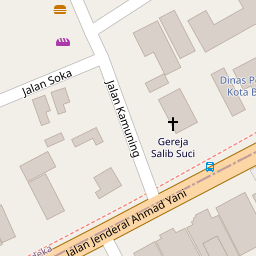 Jalan Soka
Jalan Kamuning
Dinas
Kota
Gereja
Salib Suci
Jalan Jenderal Ahmad Yani